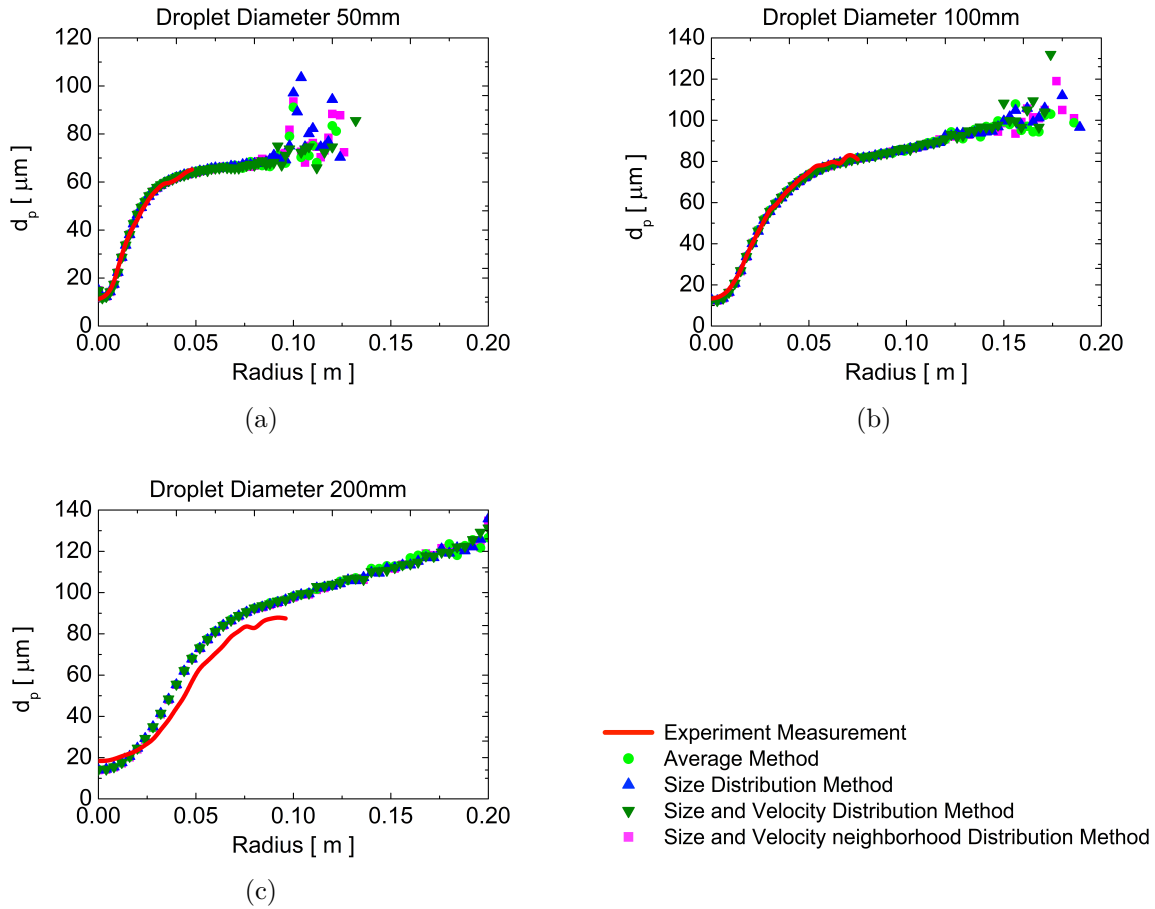 Droplet Diameter 50mm
120
100
80
60
40
20
0
d_p [ μm ]
0.00 0.05 0.10 0.15 0.20
Radius [ m ]
(a)
Droplet Diameter 100mm
140
120
100
80
60
40
20
0
d_p [ μm ]
0.00 0.05 0.10 0.15 0.20
Radius [ m ]
(b)
Droplet Diameter 200mm
140
120
100
80
60
40
20
0
d_p [ μm ]
0.00 0.05 0.10 0.15 0.20
Radius [ m ]
(c)
Experiment Measurement
Average Method
Size Distribution Method
Size and Velocity Distribution Method
Size and Velocity neighborhood Distribution Method